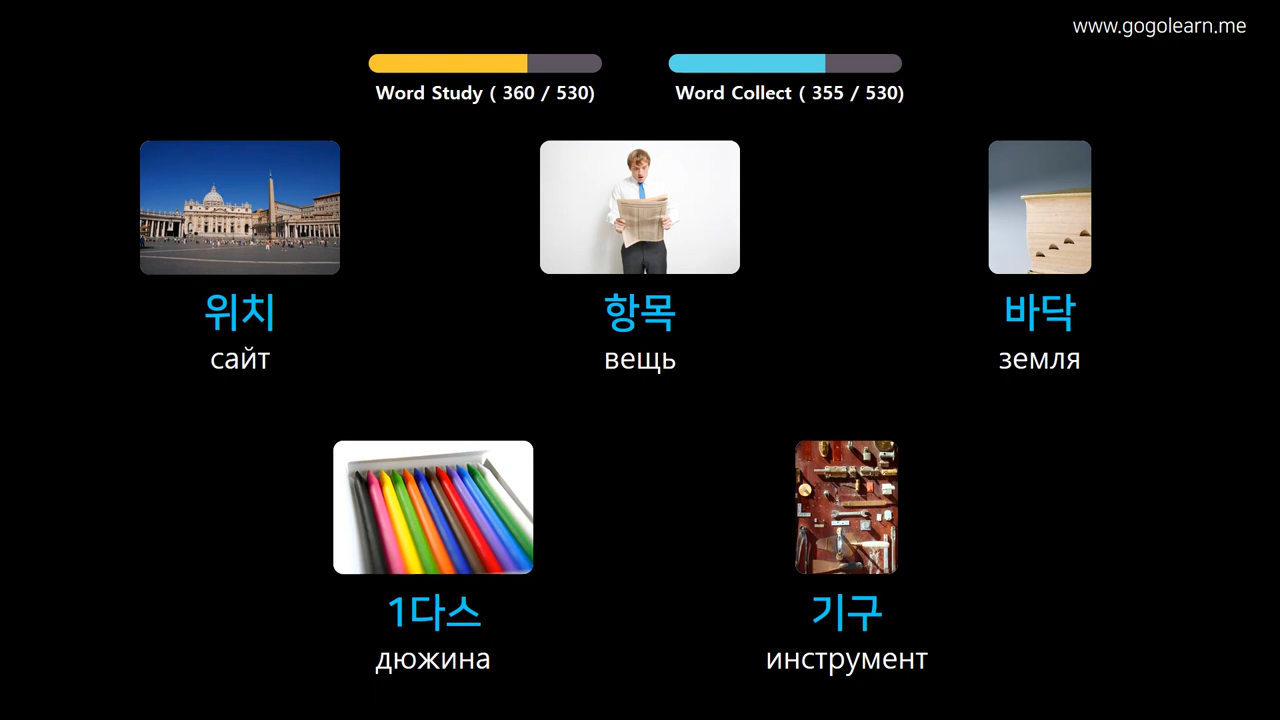 www.gogolearn.me
Word Study ( 360 / 530)
Word Collect ( 355 / 530)
위치
сайт
항목
вещь
바닥
земля
1다스
дюжина
기구
инструмент